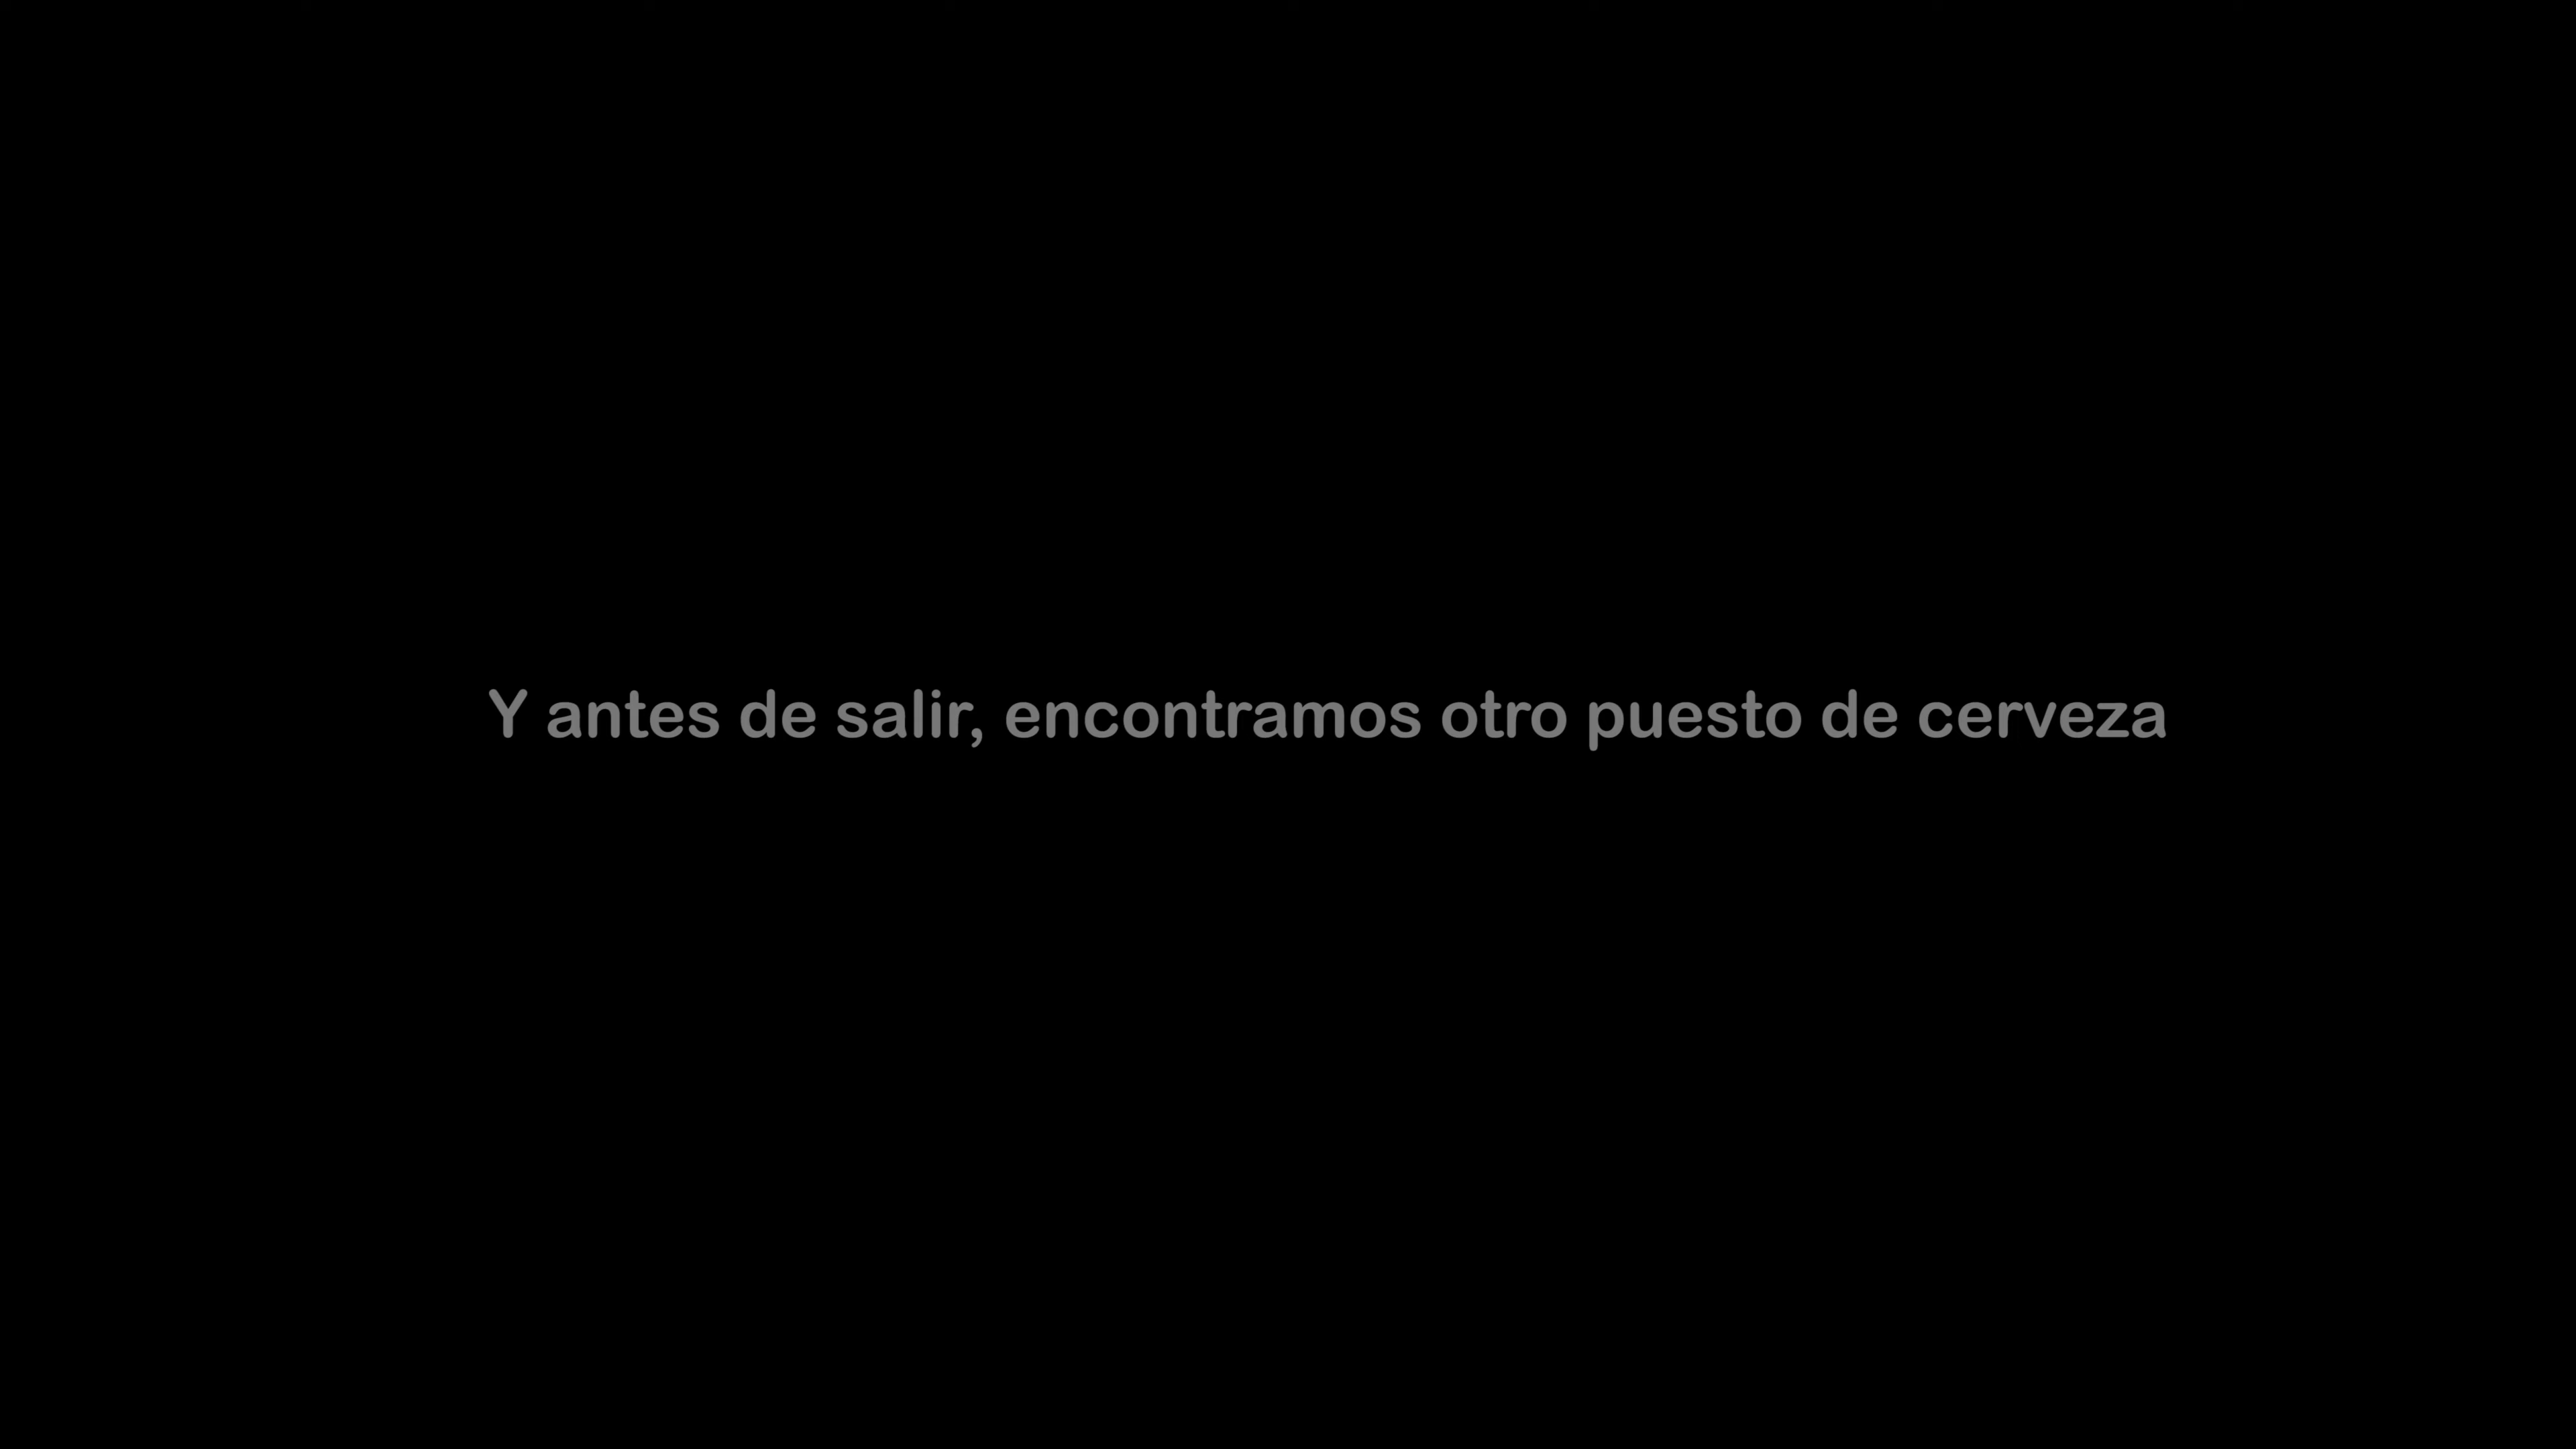 Y antes de salir, encontramos otro puesto de cerveza